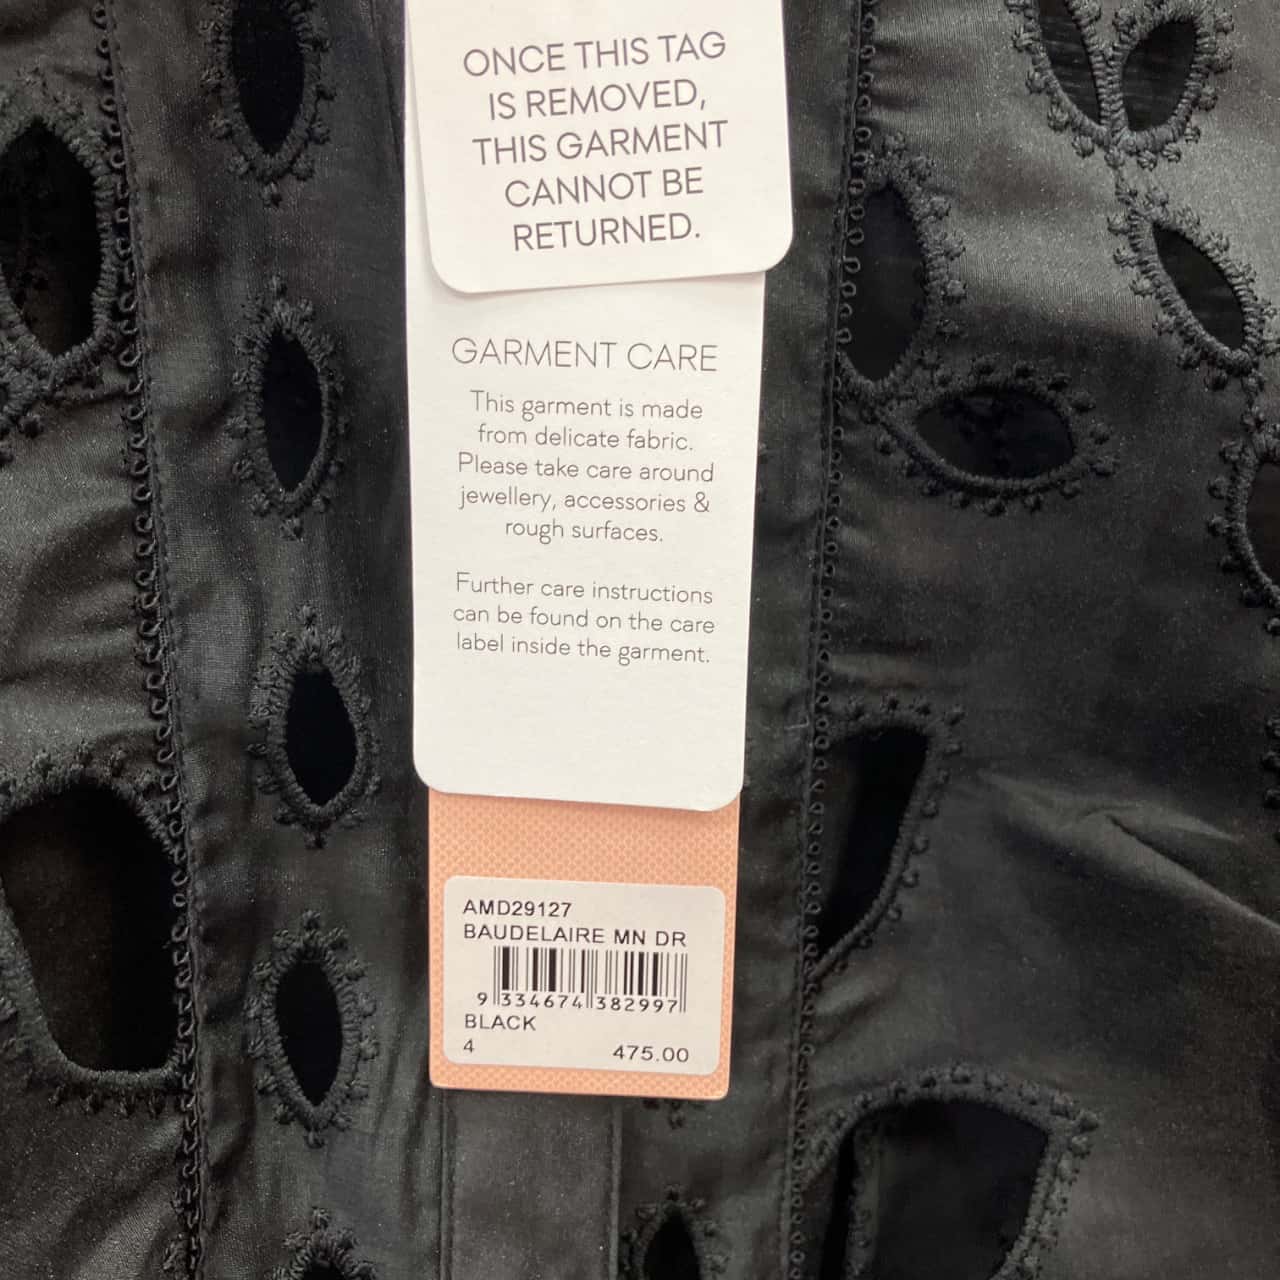 ONCE THIS TAG
IS REMOVED,
THIS GARMENT
CANNOT BE
RETURNED.
GARMENT CARE
This garment is made
from delicate fabric.
Please take care around
jewellery, accessories &
rough surfaces.
Further care instructions
can be found on the care
label inside the garment.
AMD29127
BAUDELAIRE MN DR
9 334674 382997
BLACK
4 475.00